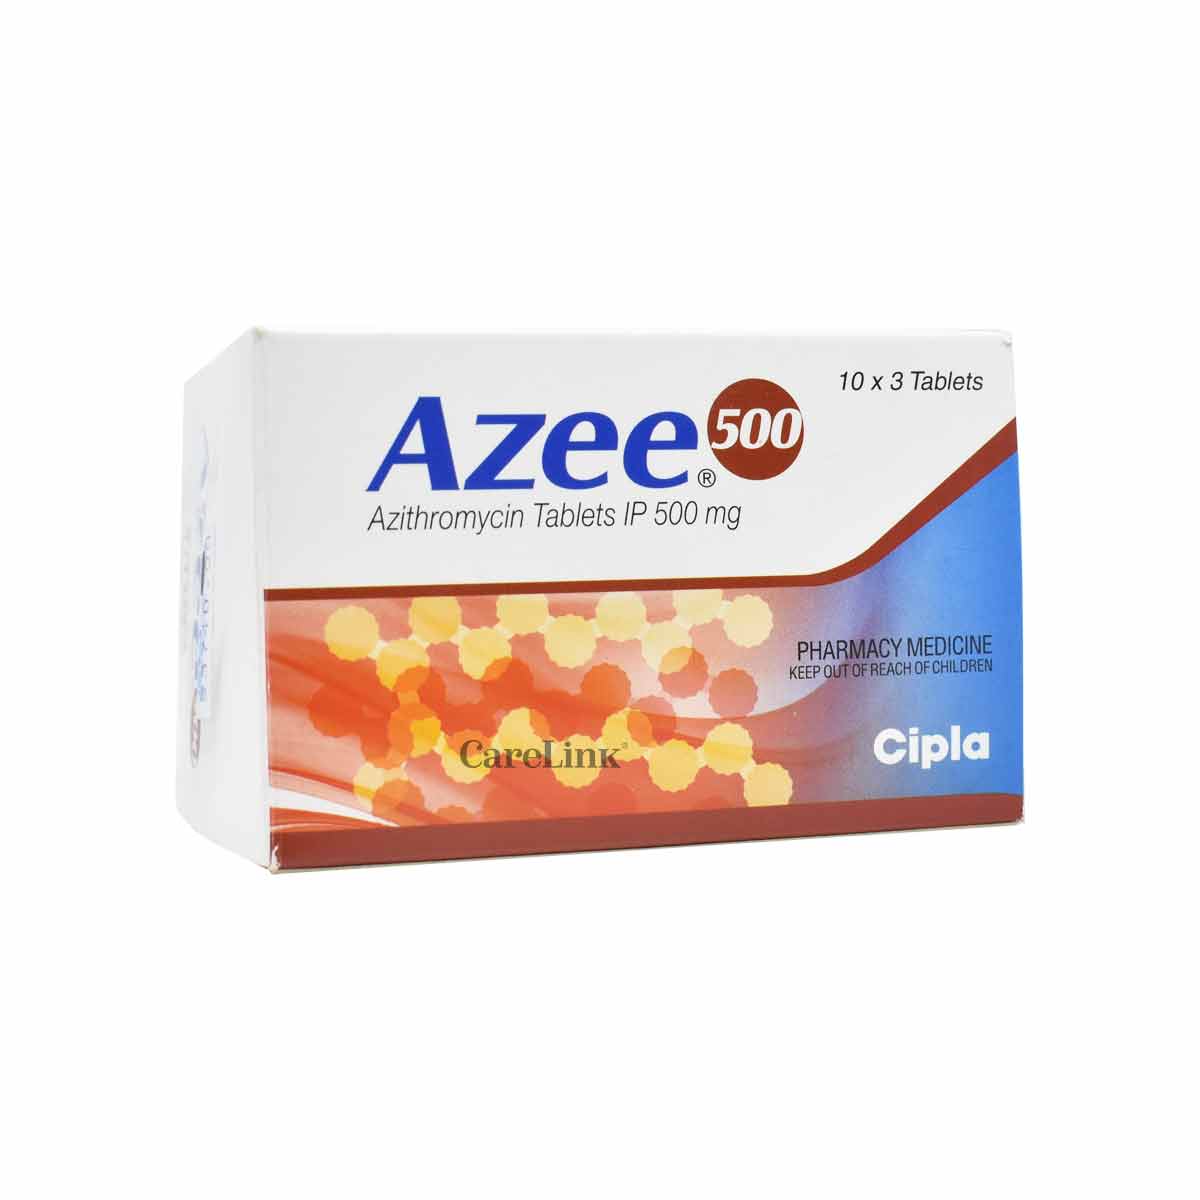 10 x 3 Tablets
Azee 500
®
Azithromycin Tablets IP 500 mg
PHARMACY MEDICINE
KEEP OUT OF REACH OF CHILDREN
CareLink®
Cipla